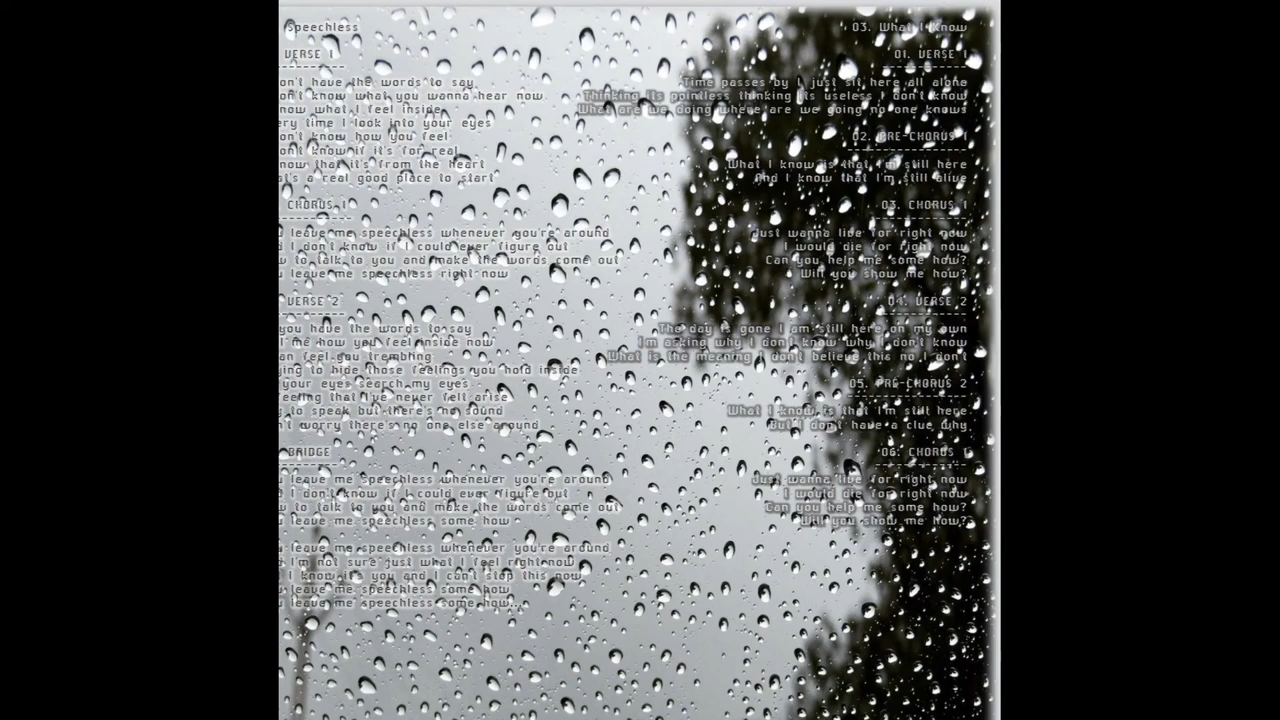 Speechless
VERSE 1
on't have the words to say
on't know what you wanna hear now
now what I feel inside
ery time I look into your eyes
on't know how you feel
on't know if it's for real
now that it's from the heart
at's a real good place to start
CHORUS 1
leave me speechless whenever you're around
I don't know if I could ever figure out
w to talk to you and make the words come out
u leave me speechless right now
VERSE 2
you have the words to say
l me how you feel inside now
an feel you trembling
ying to hide those feelings you hold inside
your eyes search my eyes
feeling that I've never felt arise
y to speak but there's no sound
n't worry there's no one else around
BRIDGE
leave me speechless whenever you're around
I don't know if I could ever figure out
w to talk to you and make the words come out
u leave me speechless some how
leave me speechless whenever you're around
I'm not sure just what I feel right now
I know it's you and I can't stop this now
u leave me speechless some how
u leave me speechless some how...
03. What I Know
01. VERSE 1
Time passes by I just sit here all alone
Thinking its pointless thinking its useless I don't know
What are we doing where are we going no one knows
02. PRE-CHORUS 1
What I know is that I'm still here
And I know that I'm still alive
03. CHORUS 1
Just wanna live for right now
I would die for right now
Can you help me some how?
Will you show me how?
04. VERSE 2
The day is gone I am still here on my own
I'm asking why I don't know why I don't know
What is the meaning I don't believe this no I don't
05. PRE-CHORUS 2
What I know is that I'm still here
But I don't have a clue why
06. CHORUS 1
Just wanna live for right now
I would die for right now
Can you help me some how?
Will you show me how?